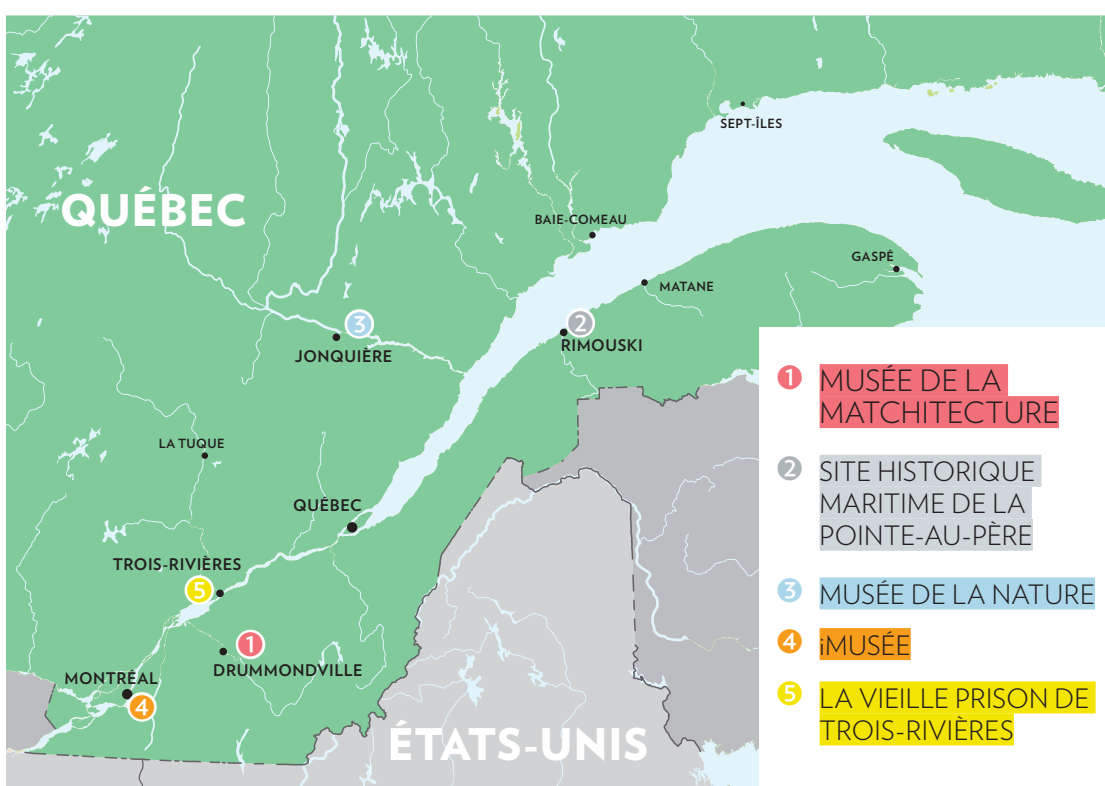 SEPT-ÎLES
QUÉBEC
BAIE-COMEAU
GASPÉ
MATANE
3
2
JONQUIÈRE
RIMOUSKI
LA TUQUE
QUÉBEC
TROIS-RIVIÈRES
5
1
DRUMMONDVILLE
MONTRÉAL
4
ÉTATS-UNIS
1 MUSÉE DE LA
MATCHITECTURE
2 SITE HISTORIQUE
MARITIME DE LA
POINTE-AU-PÈRE
3 MUSÉE DE LA NATURE
4 iMUSÉE
5 LA VIEILLE PRISON DE
TROIS-RIVIÈRES